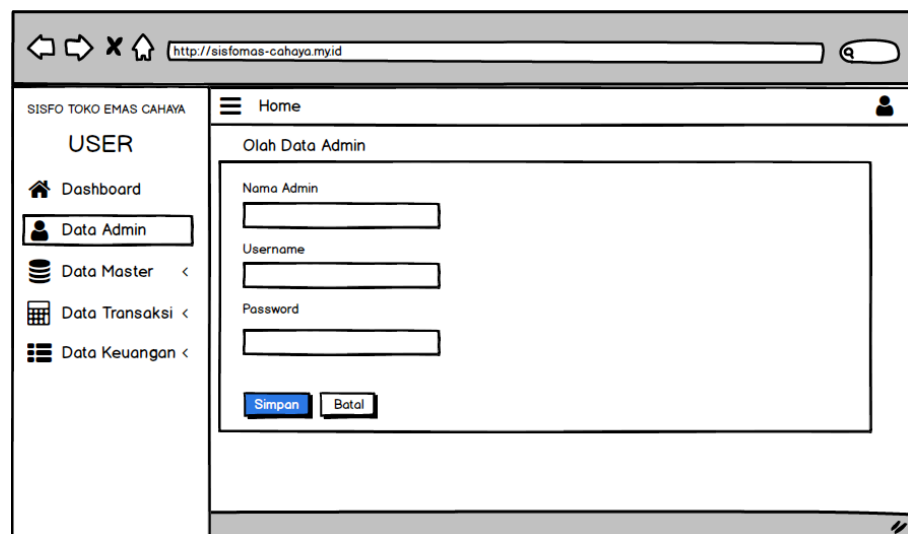 http://sisfomas-cahaya.my.id
SISFO TOKO EMAS CAHAYA
USER
Dashboard
Data Admin
Data Master <
Data Transaksi <
Data Keuangan <
Home
Olah Data Admin
Nama Admin
Username
Password
Simpan
Batal